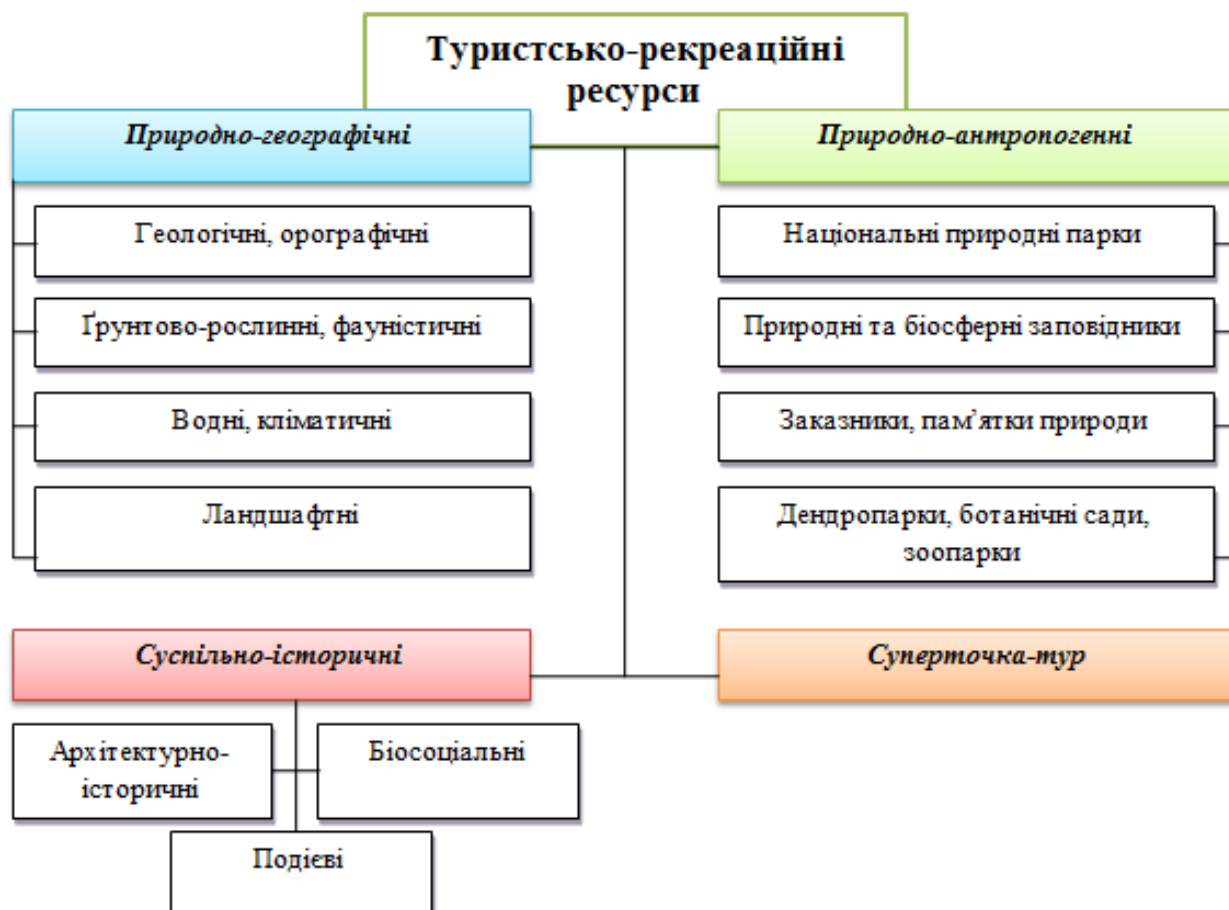 Туристсько-рекреаційні
ресурси
Природно-географічні
Геологічні, орографічні
Ґрунтово-рослинні, фауністичні
Водні, кліматичні
Ландшафтні
Природно-антропогенні
Національні природні парки
Природні та біосферні заповідники
Заказники, пам’ятки природи
Дендропарки, ботанічні сади,
зоопарки
Суспільно-історичні
Архітектурно-
історичні
Біосоціальні
Подієві
Суперточка-тур